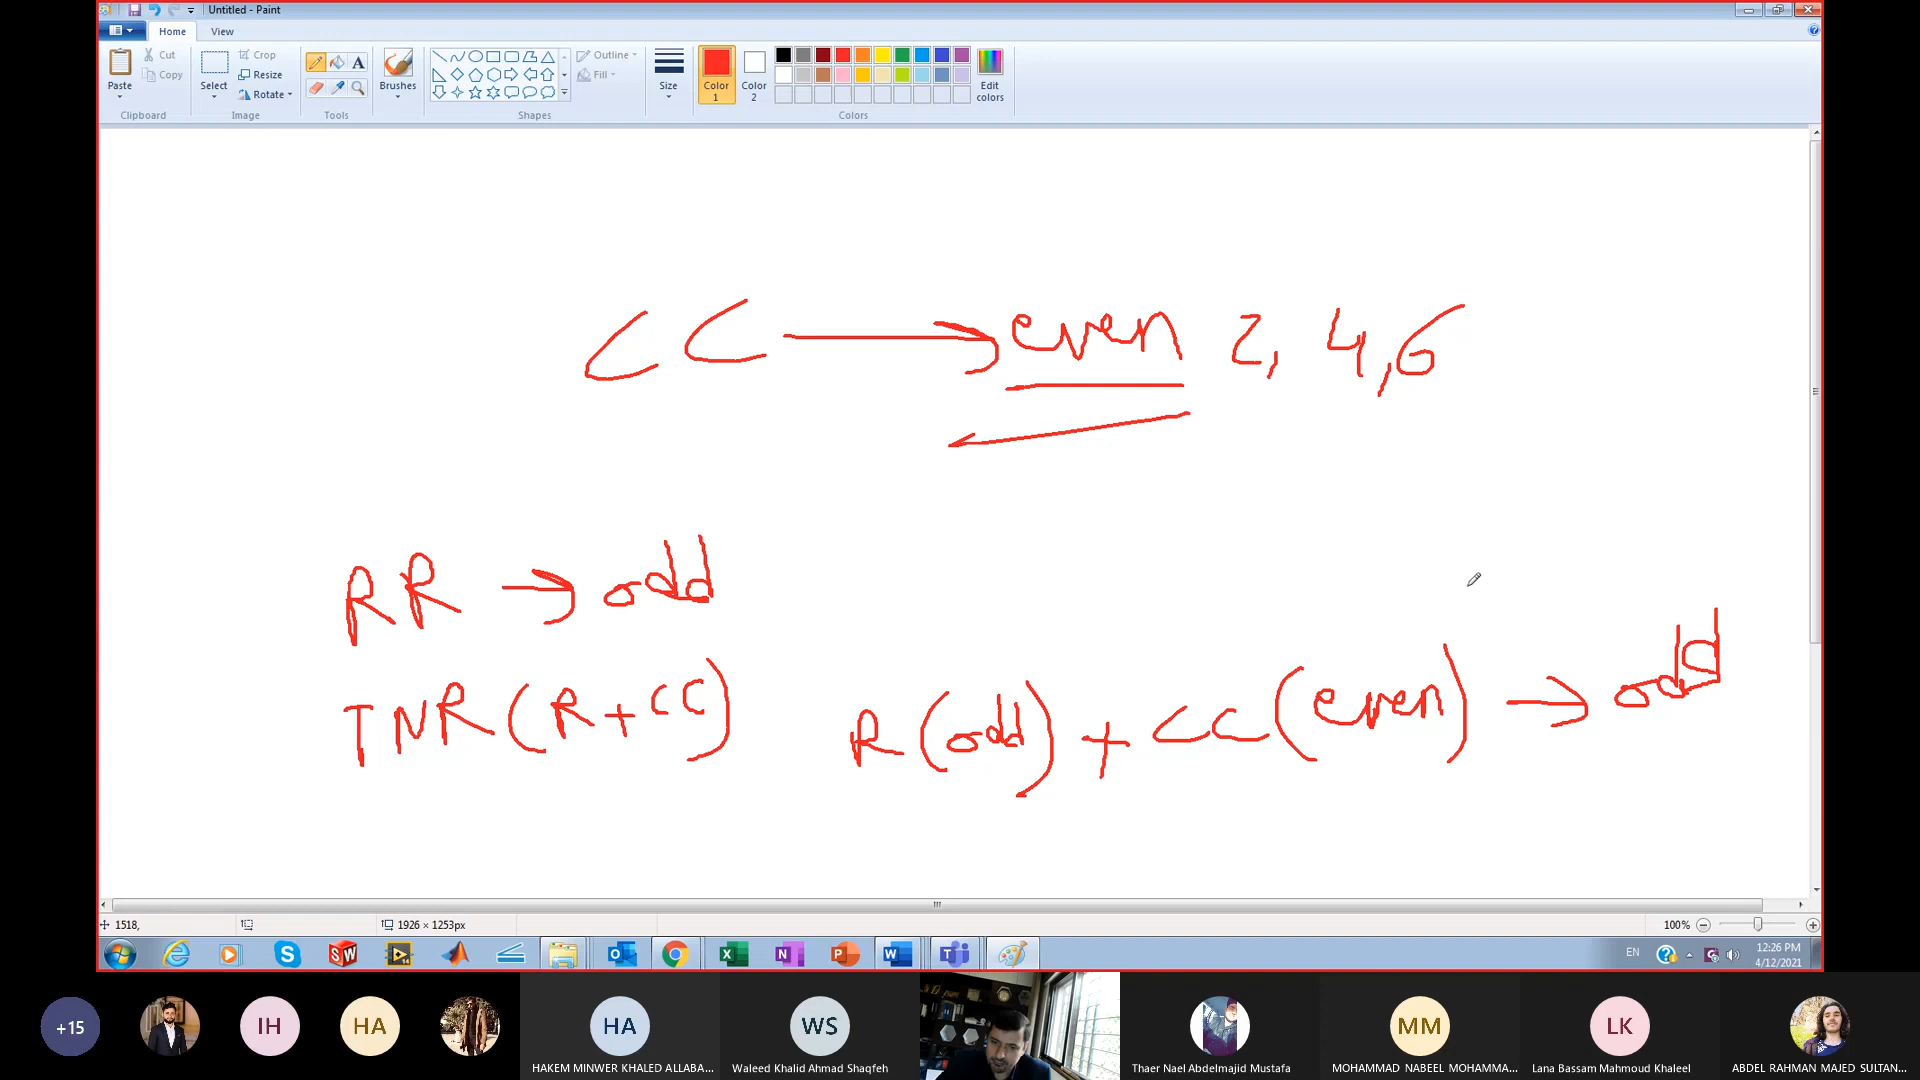 Untitled - Paint
Home View
Paste
Cut
Copy
Clipboard
Select
Crop
Resize
Rotate
Image
A
Tools
Brushes
Outline
Fill
Shapes
Size
Color 1
Color 2
Edit colors
Colors
CC → even 2, 4, 6
RR → odd
TNR (R + CC)
R (odd) + CC (even) → odd
1518,
1926 × 1253px
100%
EN
12:26 PM
4/12/2021
+15
IH
HA
HA
HAKEM MINWER KHALED ALLABA...
WS
Waleed Khalid Ahmad Shaqfeh
Thaer Nael Abdelmajid Mustafa
MM
MOHAMMAD NABEEL MOHAMMA...
LK
Lana Bassam Mahmoud Khaleel
ABDEL RAHMAN MAJED SULTAN...